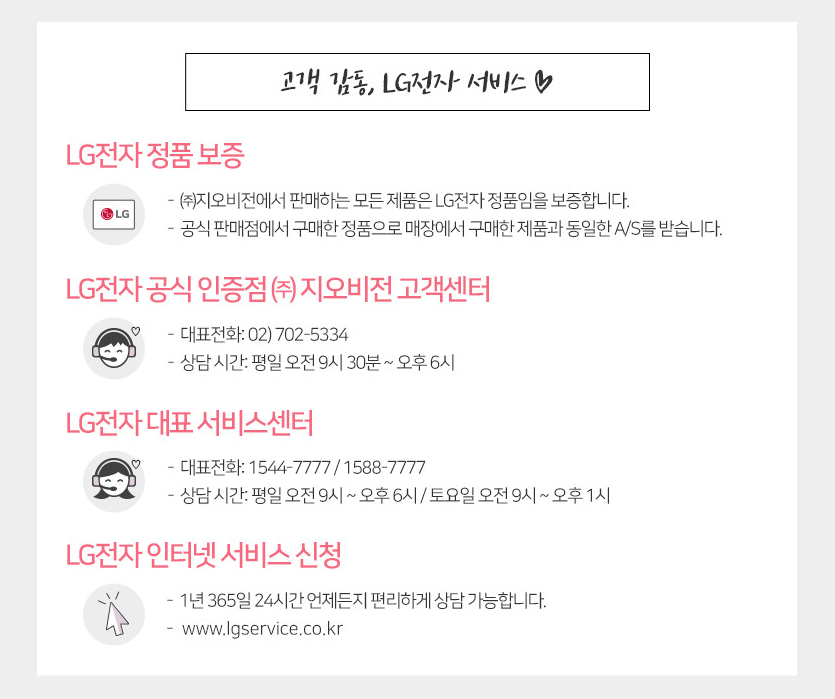 고객 감동, LG전자 서비스
LG전자 정품 보증
LG
- ㈜지오비전에서 판매하는 모든 제품은 LG전자 정품임을 보증합니다.
- 공식 판매점에서 구매한 정품으로 매장에서 구매한 제품과 동일한 A/S를 받습니다.
LG전자 공식 인증점 ㈜ 지오비전 고객센터
- 대표전화: 02) 702-5334
- 상담 시간: 평일 오전 9시 30분 ~ 오후 6시
LG전자 대표 서비스센터
- 대표전화: 1544-7777 / 1588-7777
- 상담 시간: 평일 오전 9시 ~ 오후 6시 / 토요일 오전 9시 ~ 오후 1시
LG전자 인터넷 서비스 신청
- 1년 365일 24시간 언제든지 편리하게 상담 가능합니다.
- www.lgservice.co.kr